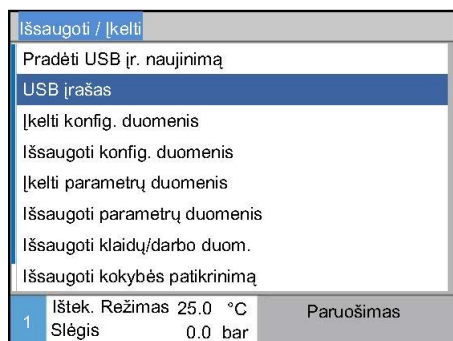 Išsaugoti / Įkelti
Pradėti USB įr. naujinimą
USB įrašas
Įkelti konfig. duomenis
Išsaugoti konfig. duomenis
Įkelti parametrų duomenis
Išsaugoti parametrų duomenis
Išsaugoti klaidų/darbo duom.
Išsaugoti kokybės patikrinimą
1
Ištek. Režimas 25.0 °C
Slėgis 0.0 bar
Paruošimas